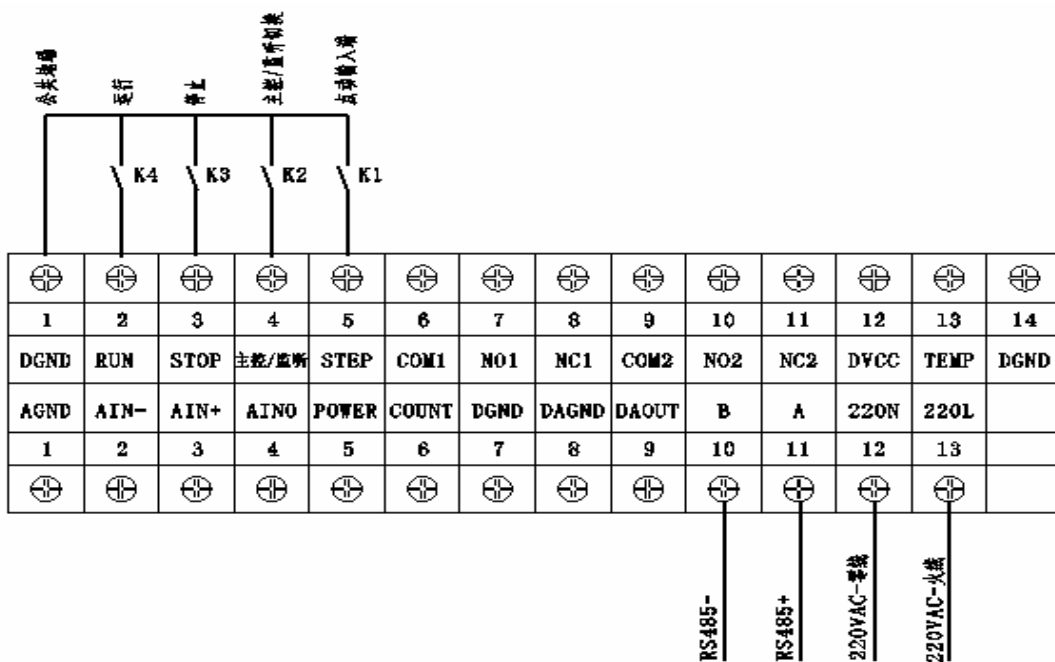 公共地端 运行 停止 主控/监听切换 点动输入端
K4 K3 K2 K1
1 2 3 4 5 6 7 8 9 10 11 12 13 14
DGND RUN STOP 主控/监听 STEP COM1 NO1 NC1 COM2 NO2 NC2 DVCC TEMP DGND
AGND AIN- AIN+ AIN0 POWER COUNT DGND DAGND DAOUT B A 220N 220L
1 2 3 4 5 6 7 8 9 10 11 12 13
RS485- RS485+ 220VAC-零线 220VAC-火线